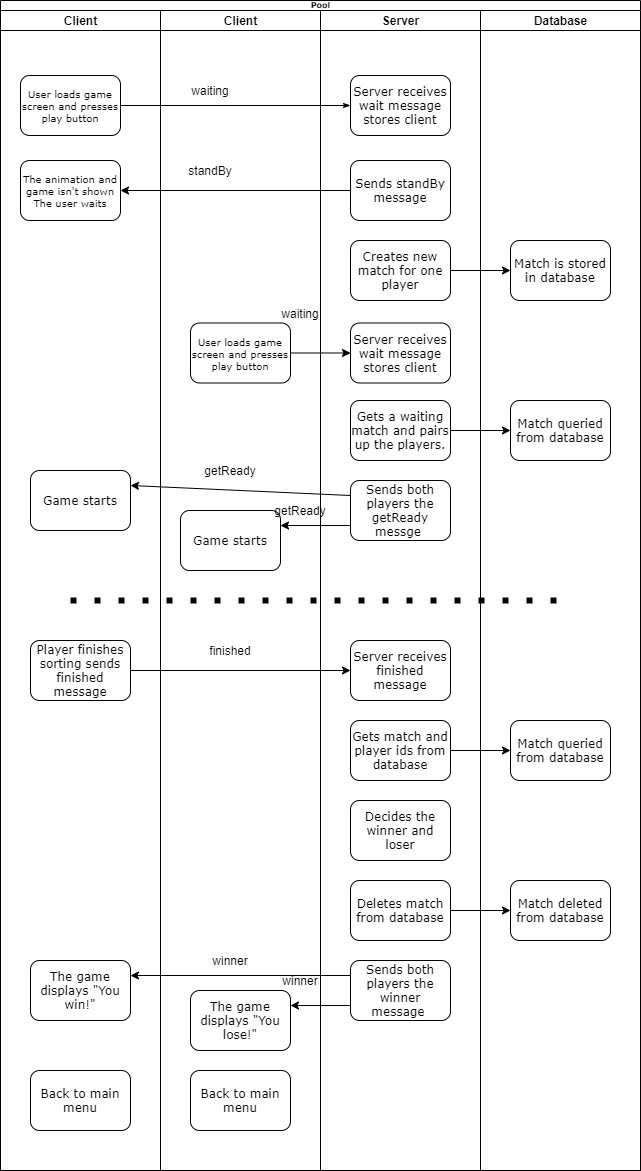 Pool
Client
Client
Server
Database
User loads game
screen and presses
play button
waiting
Server receives
wait message
stores client
The animation and
game isn't shown
The user waits
standBy
Sends standBy
message
Creates new
match for one
player
Match is stored
in database
waiting
User loads game
screen and presses
play button
Server receives
wait message
stores client
Gets a waiting
match and pairs
up the players.
Match queried
from database
Game starts
getReady
Sends both
players the
getReady
messge
getReady
Game starts
Player finishes
sorting sends
finished
message
finished
Server receives
finished
message
Gets match and
player ids from
database
Match queried
from database
Decides the
winner and
loser
Deletes match
from database
Match deleted
from database
The game
displays "You
win!"
winner
Sends both
players the
winner
message
winner
The game
displays "You
lose!"
Back to main
menu
Back to main
menu